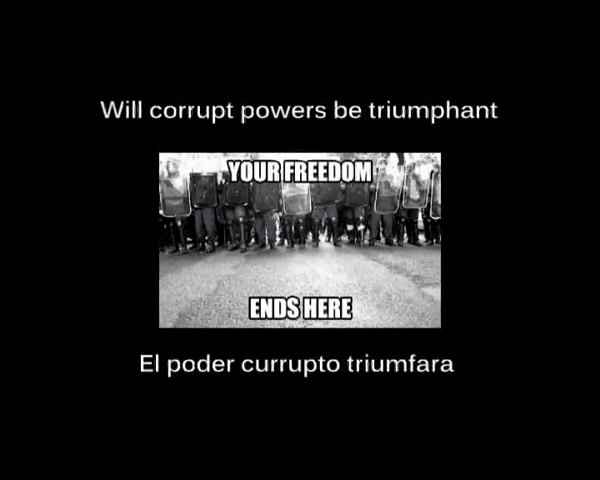 Will corrupt powers be triumphant
YOUR FREEDOM
ENDS HERE
El poder currupto triumfara